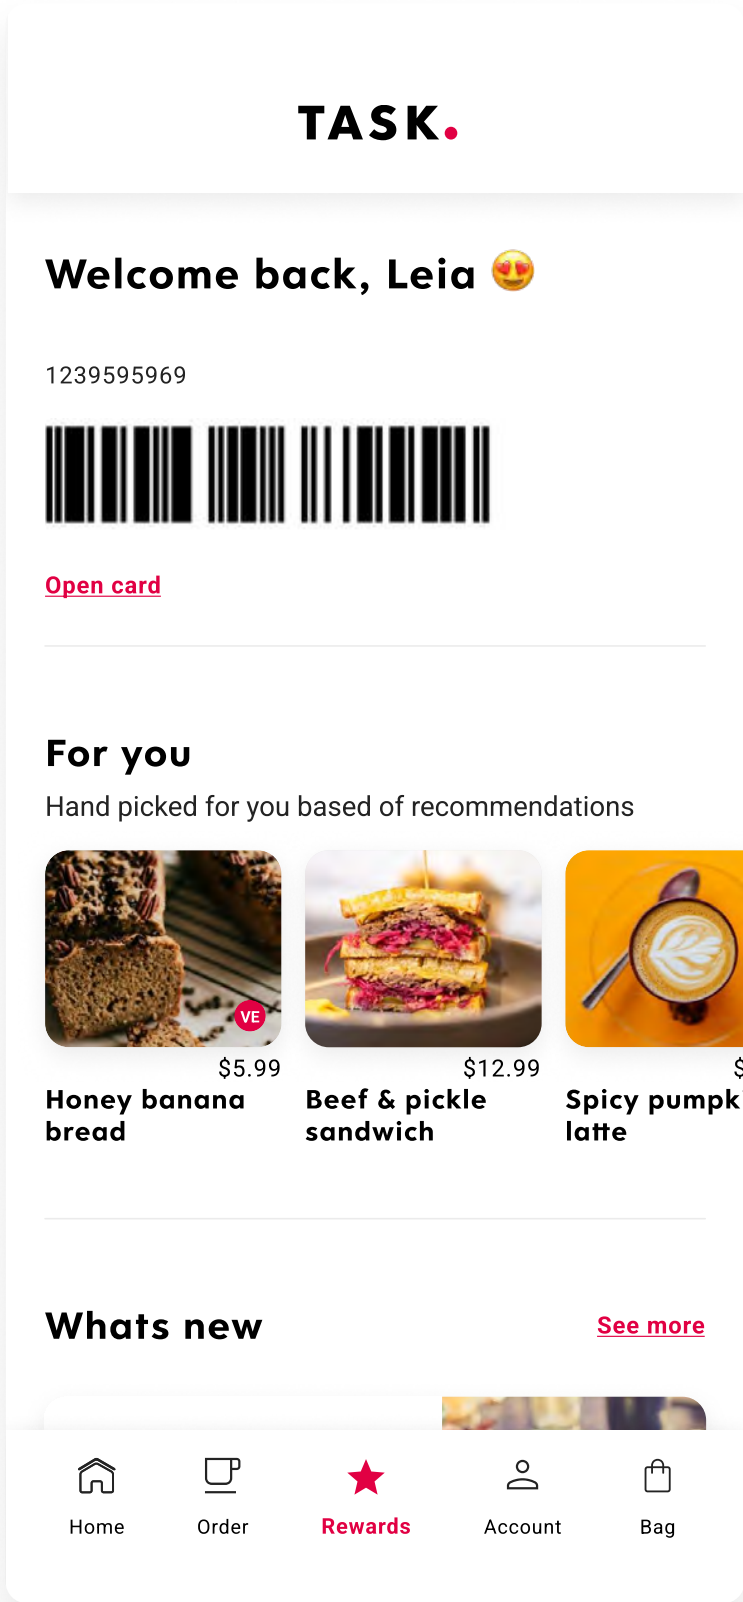 TASK.
Welcome back, Leia 😍
1239595969
Open card
For you
Hand picked for you based of recommendations
VE
$5.99
Honey banana
bread
$12.99
Beef & pickle
sandwich
$
Spicy
latte
Whats new
See more
Home
Order
Rewards
Account
Bag